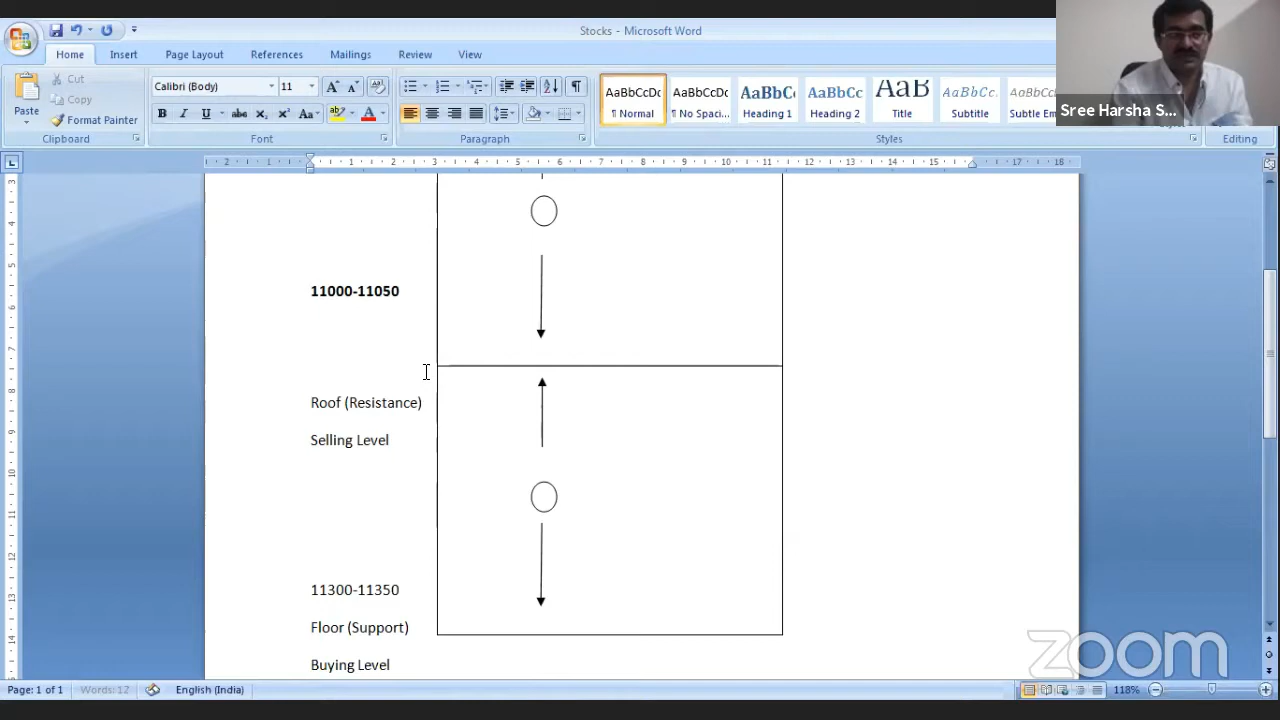 Stocks - Microsoft Word
Home Insert Page Layout References Mailings Review View
Cut
Copy
Format Painter
Paste
Calibri (Body) 11
AaBbCcDc AaBbCcDc AaBbC AaBbCc AaB AaBbCc. AaBbCc
¶ Normal ¶ No Spaci... Heading 1 Heading 2 Title Subtitle Subtle Em
Clipboard Font Paragraph Styles Editing
Sree Harsha S...
11000-11050
Roof (Resistance)
Selling Level
11300-11350
Floor (Support)
Buying Level
zoom
Page: 1 of 1 Words: 17 English (India) 118%